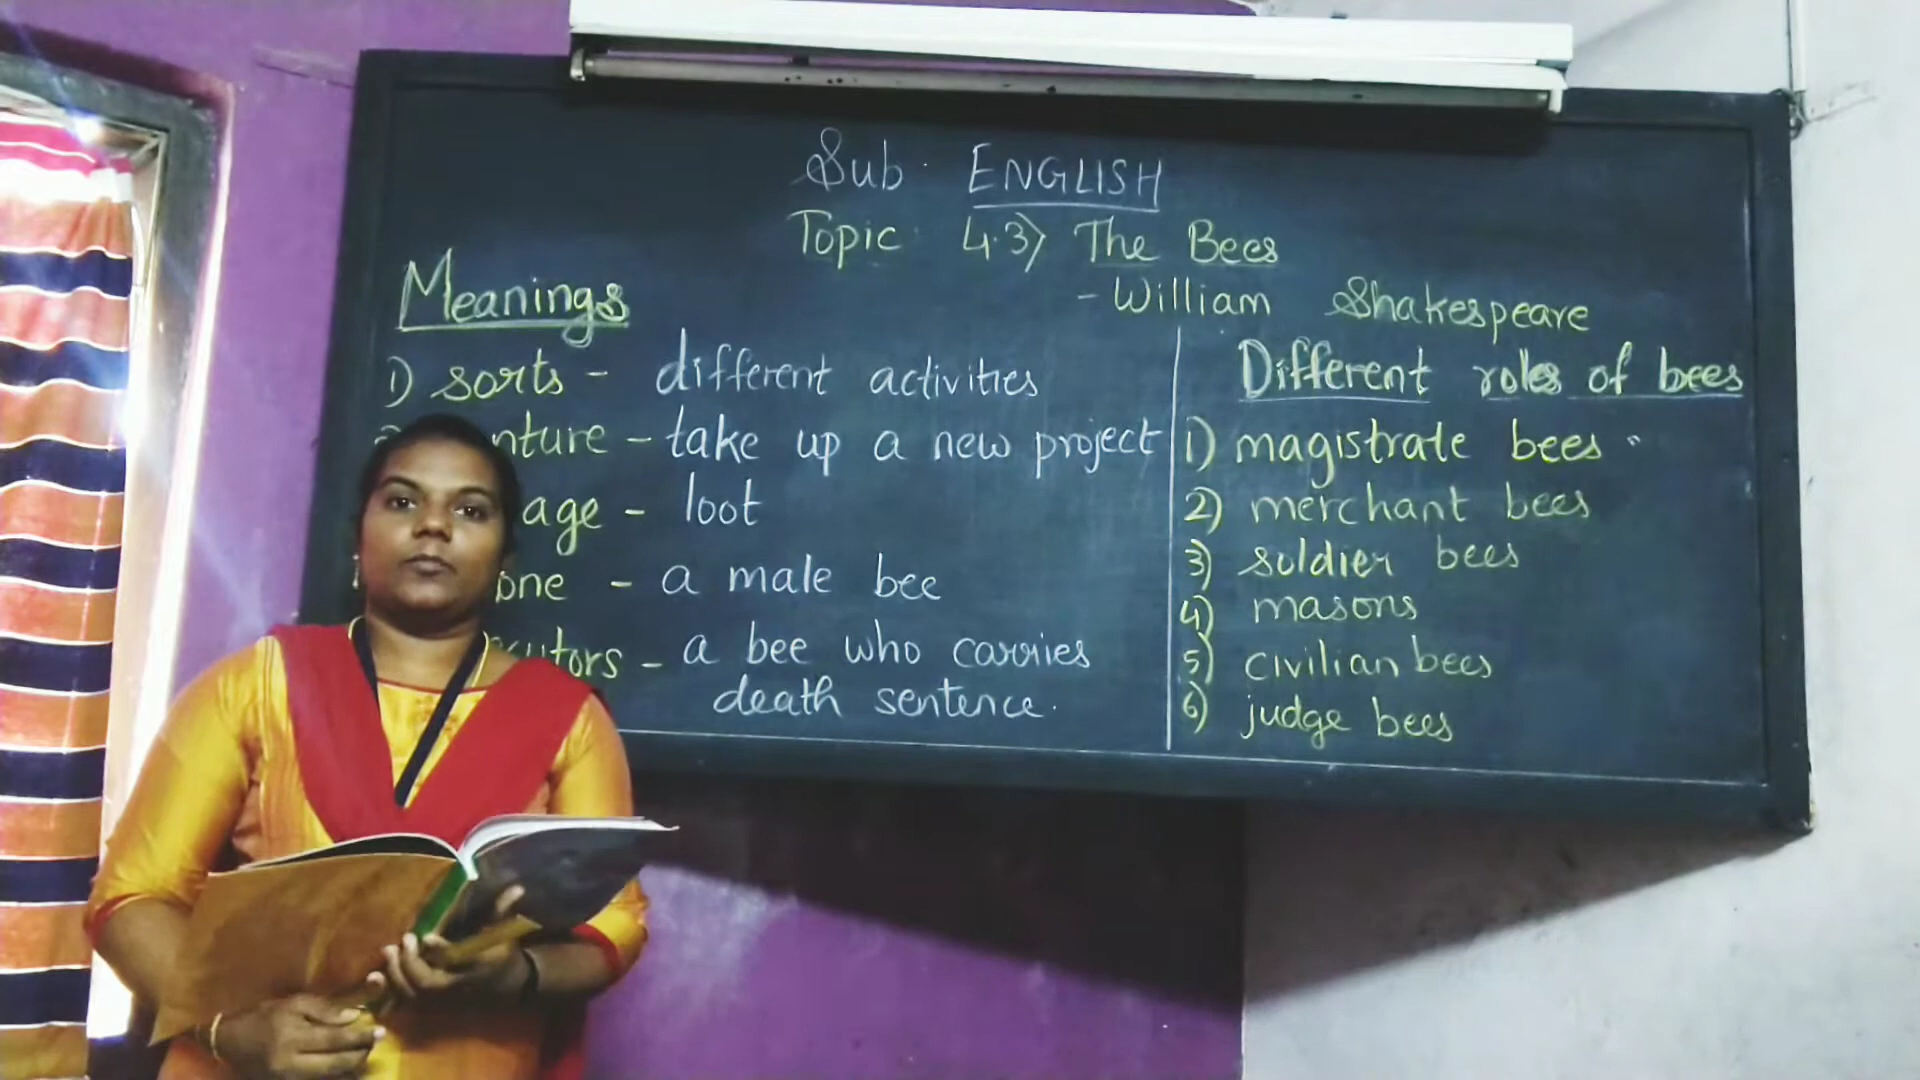 Sub: ENGLISH
Topic: 4.3) The Bees
- William Shakespeare
Meanings
1) sorts - different activities
nture - take up a new project
age - loot
one - a male bee
cutors - a bee who carries
death sentence.
Different roles of bees
1) magistrate bees
2) merchant bees
3) soldier bees
4) masons
5) civilian bees
6) judge bees